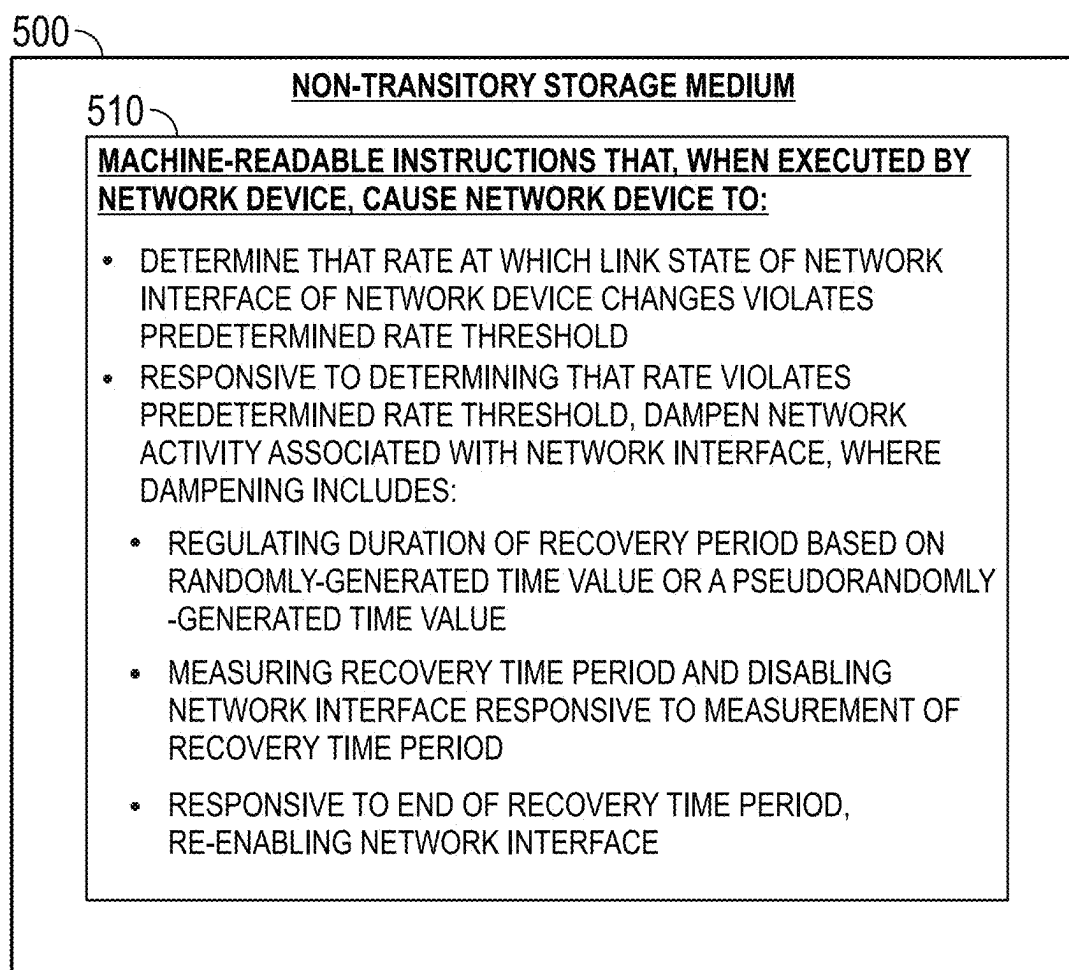 500
NON-TRANSITORY STORAGE MEDIUM
510
MACHINE-READABLE INSTRUCTIONS THAT, WHEN EXECUTED BY
NETWORK DEVICE, CAUSE NETWORK DEVICE TO:
• DETERMINE THAT RATE AT WHICH LINK STATE OF NETWORK
INTERFACE OF NETWORK DEVICE CHANGES VIOLATES
PREDETERMINED RATE THRESHOLD
• RESPONSIVE TO DETERMINING THAT RATE VIOLATES
PREDETERMINED RATE THRESHOLD, DAMPEN NETWORK
ACTIVITY ASSOCIATED WITH NETWORK INTERFACE, WHERE
DAMPENING INCLUDES:
• REGULATING DURATION OF RECOVERY PERIOD BASED ON
RANDOMLY-GENERATED TIME VALUE OR A PSEUDORANDOMLY
-GENERATED TIME VALUE
• MEASURING RECOVERY TIME PERIOD AND DISABLING
NETWORK INTERFACE RESPONSIVE TO MEASUREMENT OF
RECOVERY TIME PERIOD
• RESPONSIVE TO END OF RECOVERY TIME PERIOD,
RE-ENABLING NETWORK INTERFACE